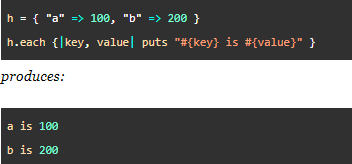 h = { "a" => 100, "b" => 200 }
h.each {|key, value| puts "#{key} is #{value}" }
produces:
a is 100
b is 200